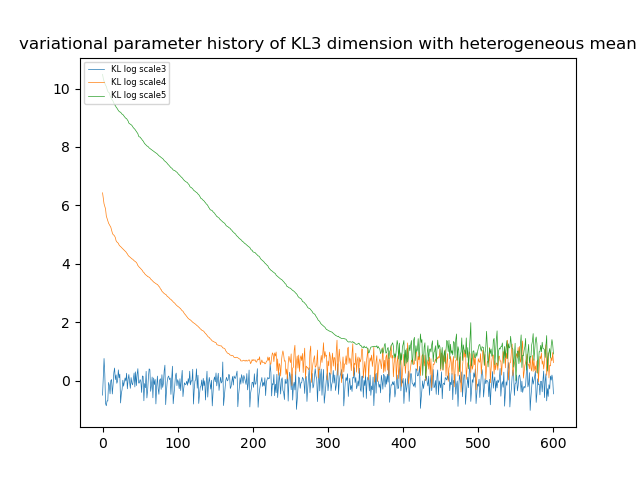 variational parameter history of KL3 dimension with heterogeneous mean
KL log scale3
KL log scale4
KL log scale5
10
8
6
4
2
0
0 100 200 300 400 500 600